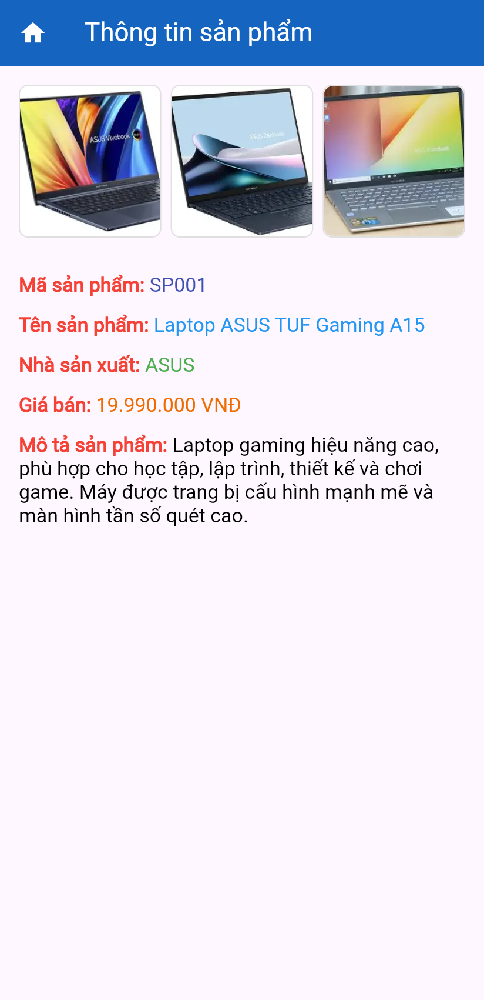 Thông tin sản phẩm
ASUS Vivobook
ASUS Zenbook
ASUS VivoBook
Mã sản phẩm: SP001
Tên sản phẩm: Laptop ASUS TUF Gaming A15
Nhà sản xuất: ASUS
Giá bán: 19.990.000 VNĐ
Mô tả sản phẩm: Laptop gaming hiệu năng cao,
phù hợp cho học tập, lập trình, thiết kế và chơi
game. Máy được trang bị cấu hình mạnh mẽ và
màn hình tần số quét cao.